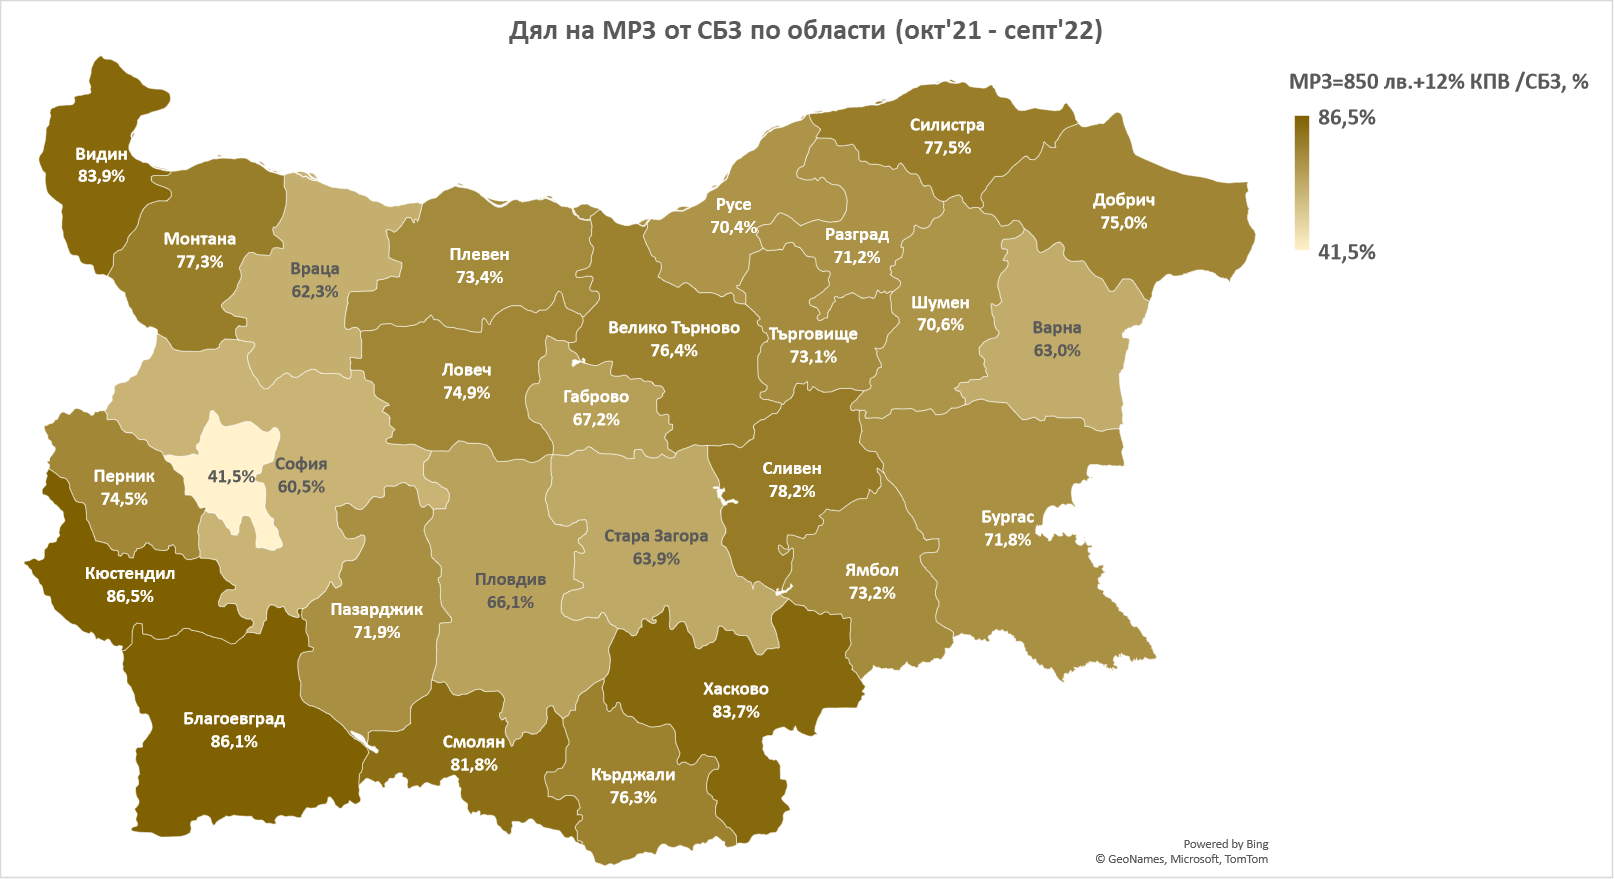 Дял на МРЗ от СБЗ по области (окт'21 - септ'22)
МРЗ=850 лв.+12% КПВ /СБЗ, %
86,5%
41,5%
Видин
83,9%
Монтана
77,3%
Враца
62,3%
Плевен
73,4%
Русе
70,4%
Силистра
77,5%
Разград
71,2%
Добрич
75,0%
Шумен
70,6%
Варна
63,0%
Търговище
73,1%
Велико Търново
76,4%
Ловеч
74,9%
Габрово
67,2%
Перник
74,5%
41,5%
София
60,5%
Сливен
78,2%
Бургас
71,8%
Стара Загора
63,9%
Ямбол
73,2%
Пловдив
66,1%
Кюстендил
86,5%
Пазарджик
71,9%
Благоевград
86,1%
Хасково
83,7%
Смолян
81,8%
Кърджали
76,3%
Powered by Bing
© GeoNames, Microsoft, TomTom